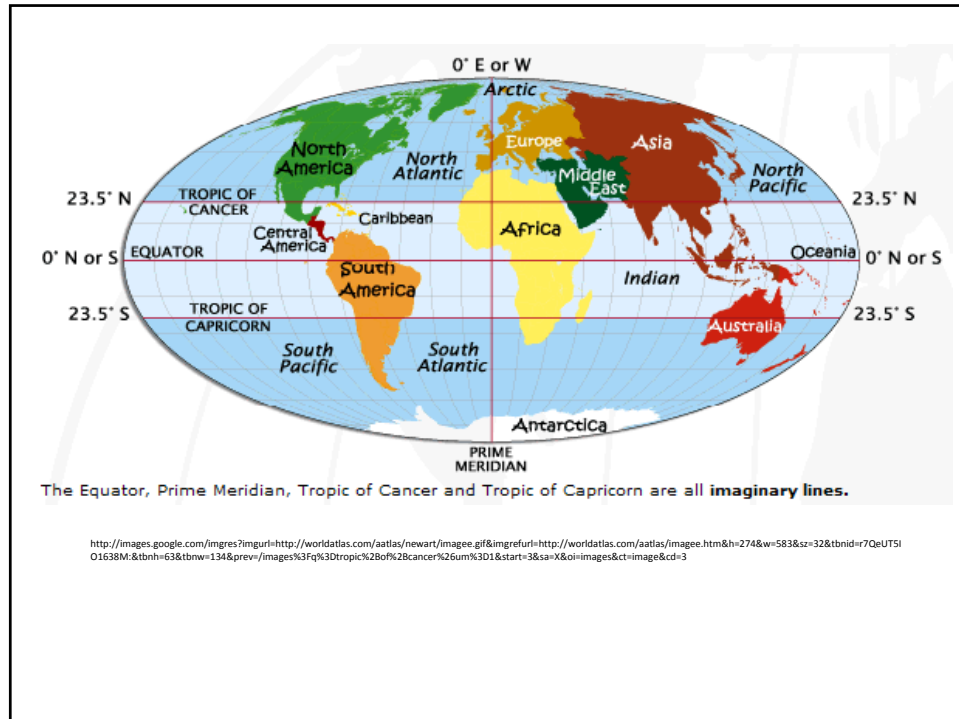 0° E or W
Arctic
North
America
Europe
Asia
North
Atlantic
Middle
East
North
Pacific
23.5° N
TROPIC OF
CANCER
23.5° N
Caribbean
Central
America
Africa
0° N or S
EQUATOR
Oceania
0° N or S
South
America
Indian
23.5° S
TROPIC OF
CAPRICORN
Australia
23.5° S
South
Pacific
South
Atlantic
Antarctica
PRIME
MERIDIAN
The Equator, Prime Meridian, Tropic of Cancer and Tropic of Capricorn are all imaginary lines.
http://images.google.com/imgres?imgurl=http://worldatlas.com/aatlas/newart/imagee.gif&imgrefurl=http://worldatlas.com/aatlas/imagee.htm&h=274&w=583&sz=32&tbnid=r7QeUT5I
O1638M:&tbnh=63&tbnw=134&prev=/images%3Fq%3Dtropic%2Bof%2Bcancer%26um%3D1&start=3&sa=X&oi=images&ct=image&cd=3